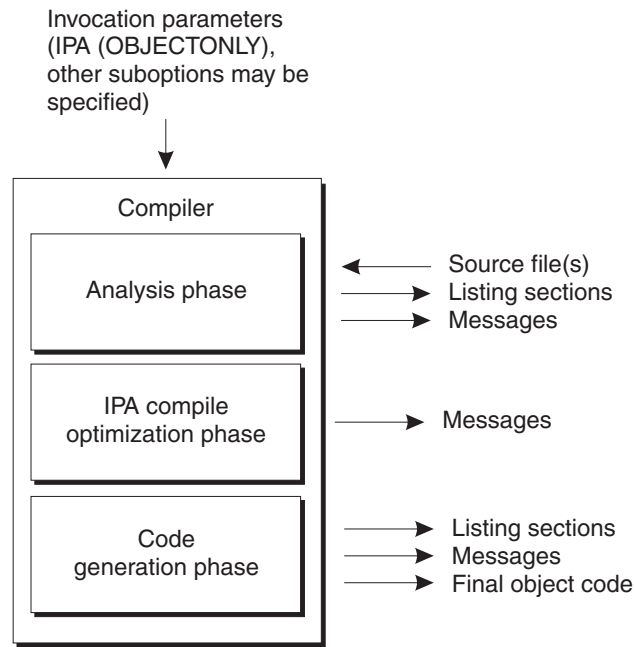 Invocation parameters
(IPA (OBJECTONLY),
other suboptions may be
specified)
Compiler
Analysis phase
Source file(s)
Listing sections
Messages
IPA compile
optimization phase
Messages
Code
generation phase
Listing sections
Messages
Final object code